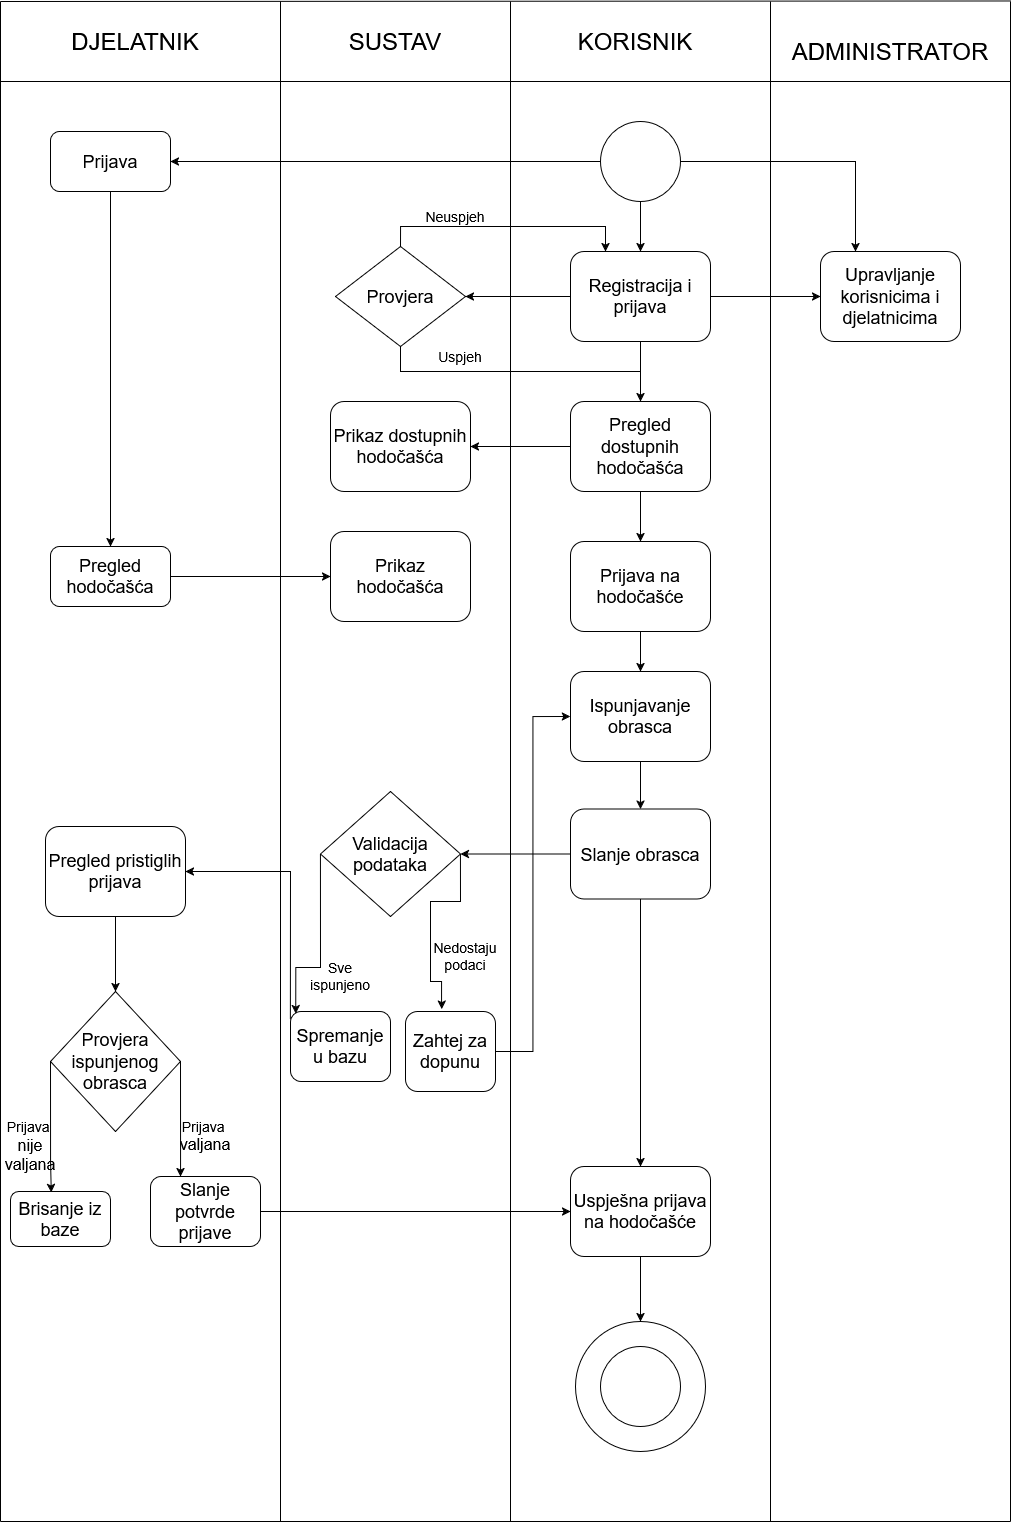 DJELATNIK
SUSTAV
KORISNIK
ADMINISTRATOR
Prijava
Neuspjeh
Provjera
Registracija i
prijava
Upravljanje
korisnicima i
djelatnicima
Uspjeh
Prikaz dostupnih
hodočašća
Pregled
dostupnih
hodočašća
Pregled
hodočašća
Prikaz
hodočašća
Prijava na
hodočašće
Ispunjavanje
obrasca
Pregled pristiglih
prijava
Validacija
podataka
Slanje obrasca
Nedostaju
podaci
Sve
ispunjeno
Spremanje
u bazu
Zahtej za
dopunu
Provjera
ispunjenog
obrasca
Prijava
nije
valjana
Prijava
valjana
Brisanje iz
baze
Slanje
potvrde
prijave
Uspješna prijava
na hodočašće